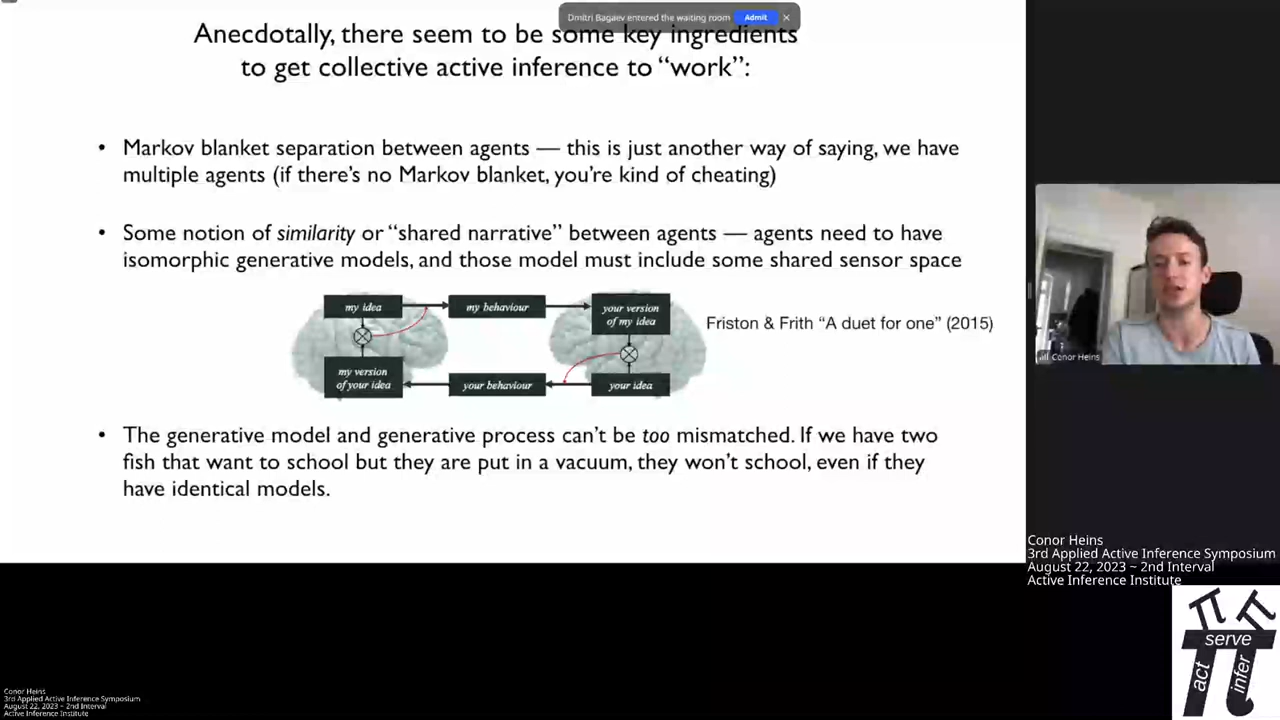 Dmitri Bagaev entered the waiting room Admit
Anecdotally, there seem to be some key ingredients
to get collective active inference to “work”:
• Markov blanket separation between agents — this is just another way of saying, we have
multiple agents (if there’s no Markov blanket, you’re kind of cheating)
• Some notion of similarity or “shared narrative” between agents — agents need to have
isomorphic generative models, and those model must include some shared sensor space
my idea
my behaviour
your version
of my idea
my version
of your idea
your behaviour
your idea
Friston & Frith “A duet for one” (2015)
• The generative model and generative process can’t be too mismatched. If we have two
fish that want to school but they are put in a vacuum, they won’t school, even if they
have identical models.
Conor Heins
Conor Heins
3rd Applied Active Inference Symposium
August 22, 2023 ~ 2nd Interval
Active Inference Institute
act
serve
infer
Conor Heins
3rd Applied Active Inference Symposium
August 22, 2023 ~ 2nd Interval
Active Inference Institute